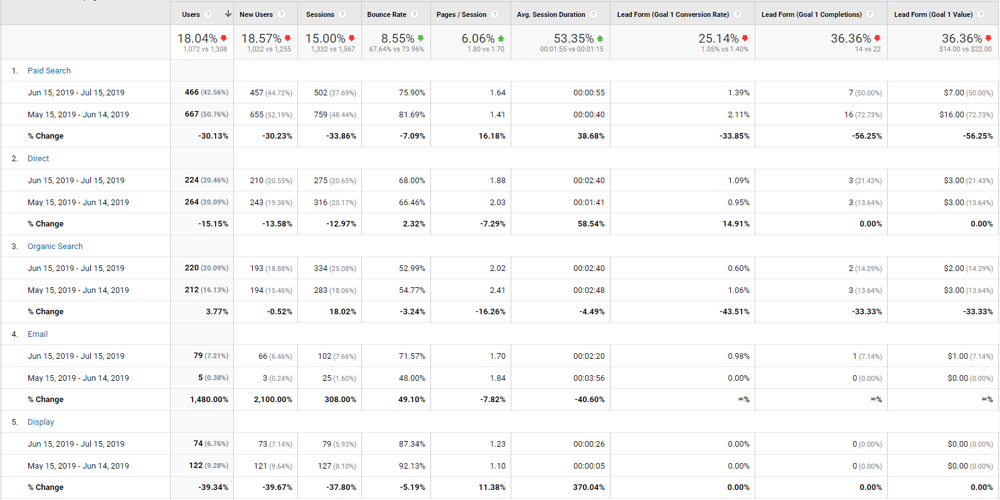 Users ? New Users ? Sessions ? Bounce Rate ? Pages / Session ? Avg. Session Duration ? Lead Form (Goal 1 Conversion Rate) ? Lead Form (Goal 1 Completions) ? Lead Form (Goal 1 Value) ?
18.04% 18.57% 15.00% 8.55% 6.06% 53.35% 25.14% 36.36% 36.36%
1,072 vs 1,308 1,022 vs 1,255 1,332 vs 1,567 67.64% vs 73.96% 1.80 vs 1.70 00:01:55 vs 00:01:15 1.05% vs 1.40% 14 vs 22 $14.00 vs $22.00
1. Paid Search
Jun 15, 2019 - Jul 15, 2019 466 (42.56%) 457 (44.72%) 502 (37.69%) 75.90% 1.64 00:00:55 1.39% 7 (50.00%) $7.00 (50.00%)
May 15, 2019 - Jun 14, 2019 667 (50.76%) 655 (52.19%) 759 (48.44%) 81.69% 1.41 00:00:40 2.11% 16 (72.73%) $16.00 (72.73%)
% Change -30.13% -30.23% -33.86% -7.09% 16.18% 38.68% -33.85% -56.25% -56.25%
2. Direct
Jun 15, 2019 - Jul 15, 2019 224 (20.46%) 210 (20.55%) 275 (20.65%) 68.00% 1.88 00:02:40 1.09% 3 (21.43%) $3.00 (21.43%)
May 15, 2019 - Jun 14, 2019 264 (20.09%) 243 (19.36%) 316 (20.17%) 66.46% 2.03 00:01:41 0.95% 3 (13.64%) $3.00 (13.64%)
% Change -15.15% -13.58% -12.97% 2.32% -7.29% 58.54% 14.91% 0.00% 0.00%
3. Organic Search
Jun 15, 2019 - Jul 15, 2019 220 (20.09%) 193 (18.88%) 334 (25.08%) 52.99% 2.02 00:02:40 0.60% 2 (14.29%) $2.00 (14.29%)
May 15, 2019 - Jun 14, 2019 212 (16.13%) 194 (15.46%) 283 (18.06%) 54.77% 2.41 00:02:48 1.06% 3 (13.64%) $3.00 (13.64%)
% Change 3.77% -0.52% 18.02% -3.24% -16.26% -4.49% -43.51% -33.33% -33.33%
4. Email
Jun 15, 2019 - Jul 15, 2019 79 (7.21%) 66 (6.46%) 102 (7.66%) 71.57% 1.70 00:02:20 0.98% 1 (7.14%) $1.00 (7.14%)
May 15, 2019 - Jun 14, 2019 5 (0.38%) 3 (0.24%) 25 (1.60%) 48.00% 1.84 00:03:56 0.00% 0 (0.00%) $0.00 (0.00%)
% Change 1,480.00% 2,100.00% 308.00% 49.10% -7.82% -40.60% ∞% ∞% ∞%
5. Display
Jun 15, 2019 - Jul 15, 2019 74 (6.76%) 73 (7.14%) 79 (5.93%) 87.34% 1.23 00:00:26 0.00% 0 (0.00%) $0.00 (0.00%)
May 15, 2019 - Jun 14, 2019 122 (9.28%) 121 (9.64%) 127 (8.10%) 92.13% 1.10 00:00:05 0.00% 0 (0.00%) $0.00 (0.00%)
% Change -39.34% -39.67% -37.80% -5.19% 11.38% 370.04% 0.00% 0.00% 0.00%